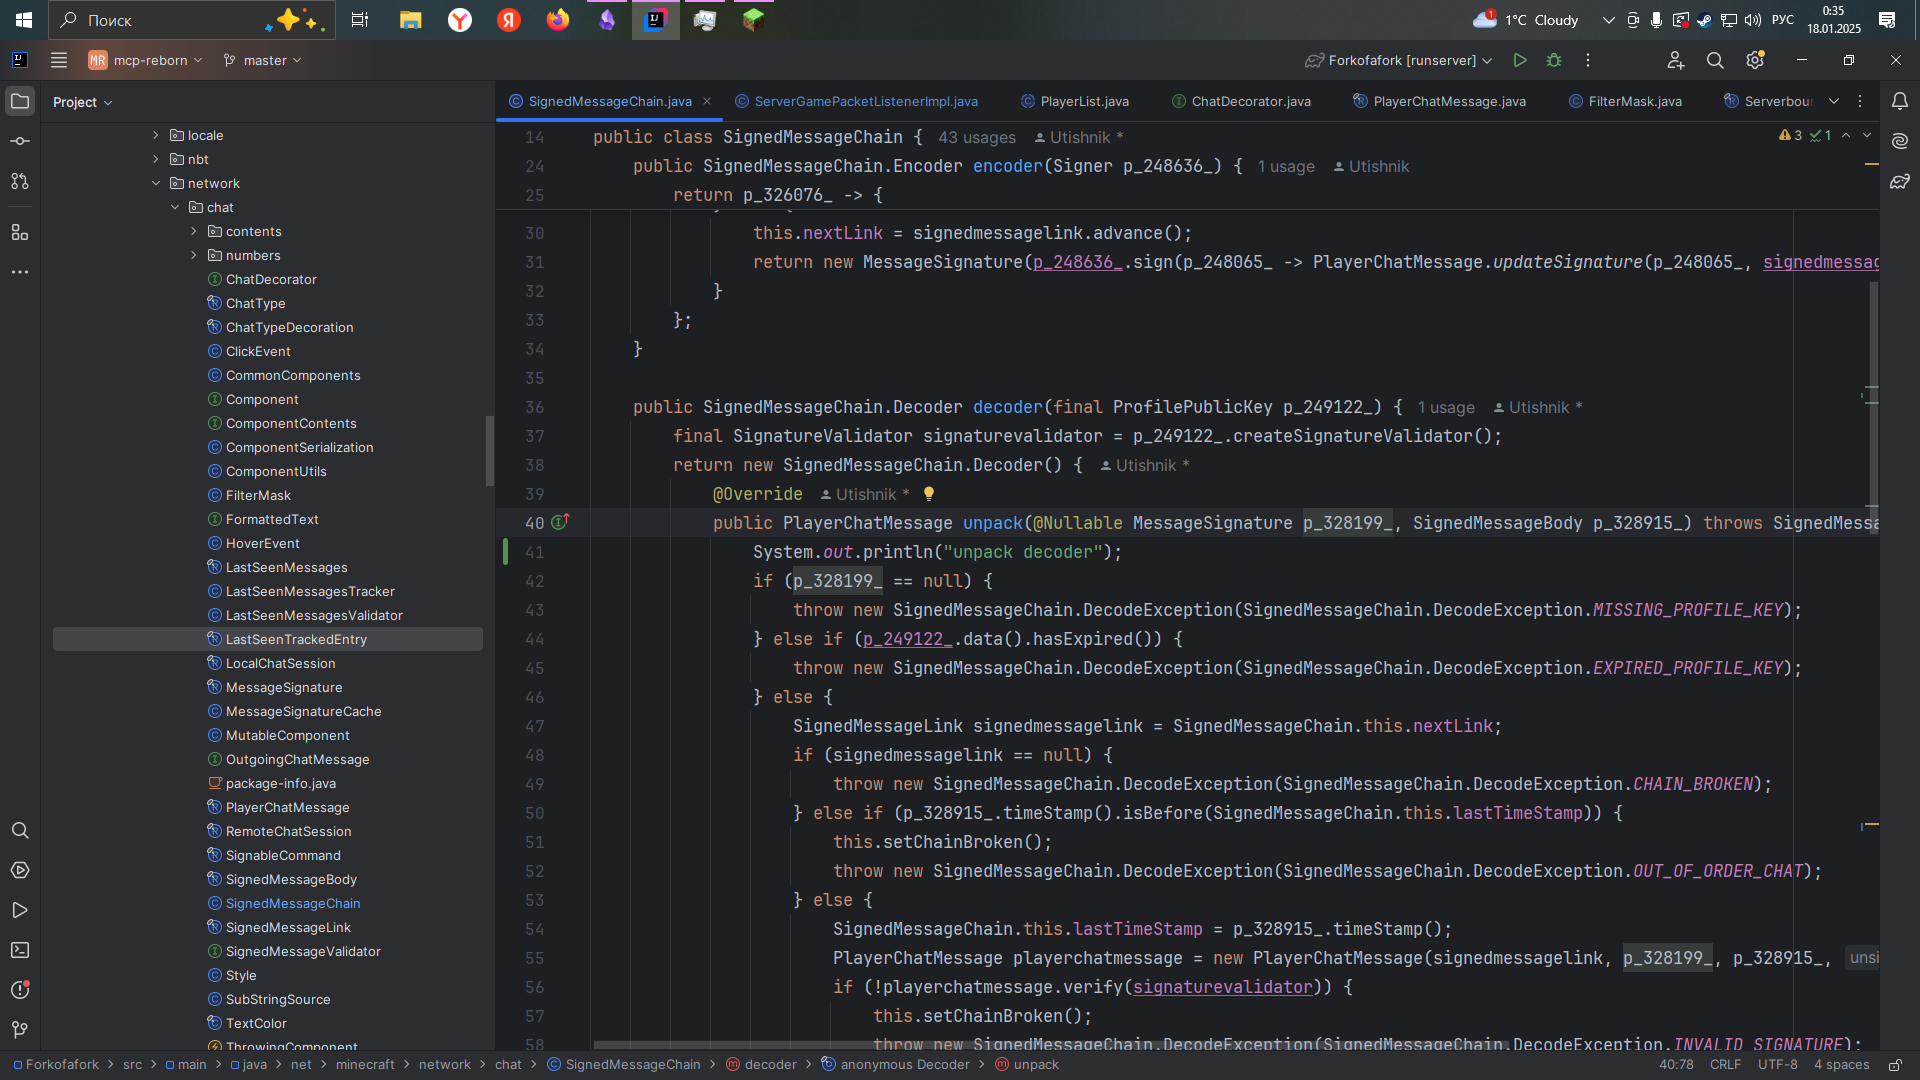 Поиск
1°C Cloudy
РУС
0:35
18.01.2025
MR mcp-reborn
master
Forkofafork [runserver]
Project
SignedMessageChain.java
ServerGamePacketListenerImpl.java
PlayerList.java
ChatDecorator.java
PlayerChatMessage.java
FilterMask.java
Serverbour
locale
nbt
network
chat
contents
numbers
ChatDecorator
ChatType
ChatTypeDecoration
ClickEvent
CommonComponents
Component
ComponentContents
ComponentSerialization
ComponentUtils
FilterMask
FormattedText
HoverEvent
LastSeenMessages
LastSeenMessagesTracker
LastSeenMessagesValidator
LastSeenTrackedEntry
LocalChatSession
MessageSignature
MessageSignatureCache
MutableComponent
OutgoingChatMessage
package-info.java
PlayerChatMessage
RemoteChatSession
SignableCommand
SignedMessageBody
SignedMessageChain
SignedMessageLink
SignedMessageValidator
Style
SubStringSource
TextColor
ThrowingComponent
14 public class SignedMessageChain { 43 usages Utishnik *
3 1
24 public SignedMessageChain.Encoder encoder(Signer p_248636_) { 1 usage Utishnik
25 return p_326076_ -> {
30 this.nextLink = signedmessagelink.advance();
31 return new MessageSignature(p_248636_.sign(p_248065_ -> PlayerChatMessage.updateSignature(p_248065_, signedmessag
32 }
33 };
34 }
35
36 public SignedMessageChain.Decoder decoder(final ProfilePublicKey p_249122_) { 1 usage Utishnik *
37 final SignatureValidator signaturevalidator = p_249122_.createSignatureValidator();
38 return new SignedMessageChain.Decoder() { Utishnik *
39 @Override Utishnik *
40 public PlayerChatMessage unpack(@Nullable MessageSignature p_328199_, SignedMessageBody p_328915_) throws SignedMessa
41 System.out.println("unpack decoder");
42 if (p_328199_ == null) {
43 throw new SignedMessageChain.DecodeException(SignedMessageChain.DecodeException.MISSING_PROFILE_KEY);
44 } else if (p_249122_.data().hasExpired()) {
45 throw new SignedMessageChain.DecodeException(SignedMessageChain.DecodeException.EXPIRED_PROFILE_KEY);
46 } else {
47 SignedMessageLink signedmessagelink = SignedMessageChain.this.nextLink;
48 if (signedmessagelink == null) {
49 throw new SignedMessageChain.DecodeException(SignedMessageChain.DecodeException.CHAIN_BROKEN);
50 } else if (p_328915_.timeStamp().isBefore(SignedMessageChain.this.lastTimeStamp)) {
51 this.setChainBroken();
52 throw new SignedMessageChain.DecodeException(SignedMessageChain.DecodeException.OUT_OF_ORDER_CHAT);
53 } else {
54 SignedMessageChain.this.lastTimeStamp = p_328915_.timeStamp();
55 PlayerChatMessage playerchatmessage = new PlayerChatMessage(signedmessagelink, p_328199_, p_328915_, unsi
56 if (!playerchatmessage.verify(signaturevalidator)) {
57 this.setChainBroken();
58 throw new SignedMessageChain.DecodeException(SignedMessageChain.DecodeException.INVALID_SIGNATURE);
Forkofafork > src > main > java > net > minecraft > network > chat > SignedMessageChain > decoder > anonymous Decoder > unpack
40:78 CRLF UTF-8 4 spaces